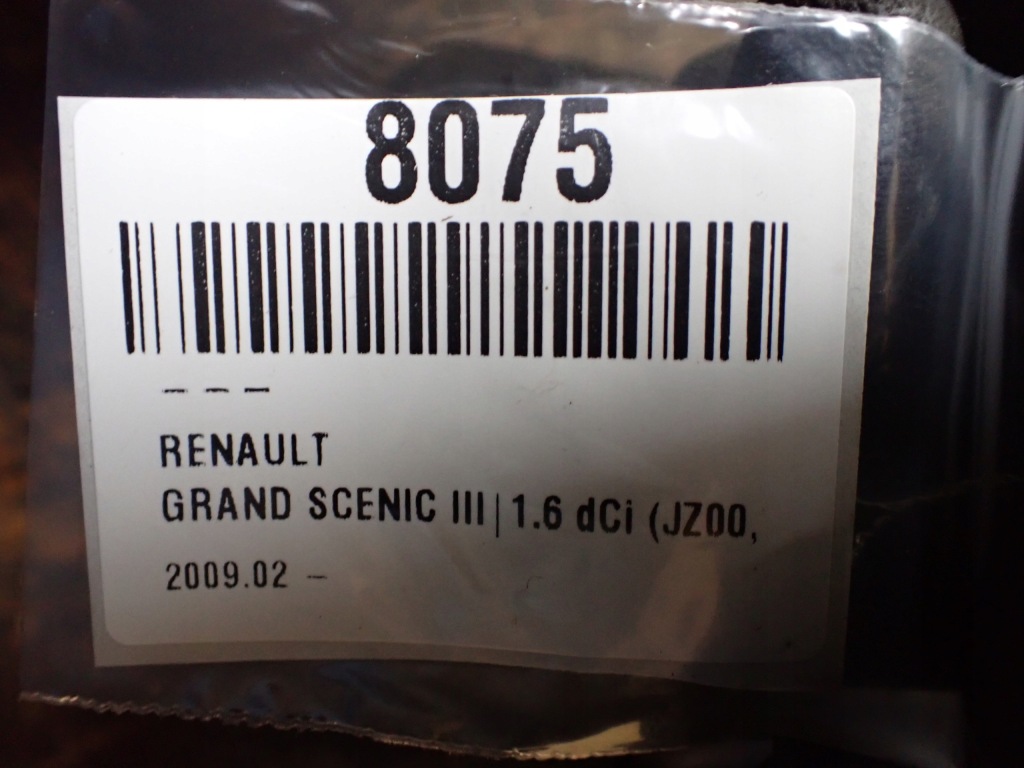 8075
– – –
RENAULT
GRAND SCENIC III | 1.6 dCi (JZ00,
2009.02 –